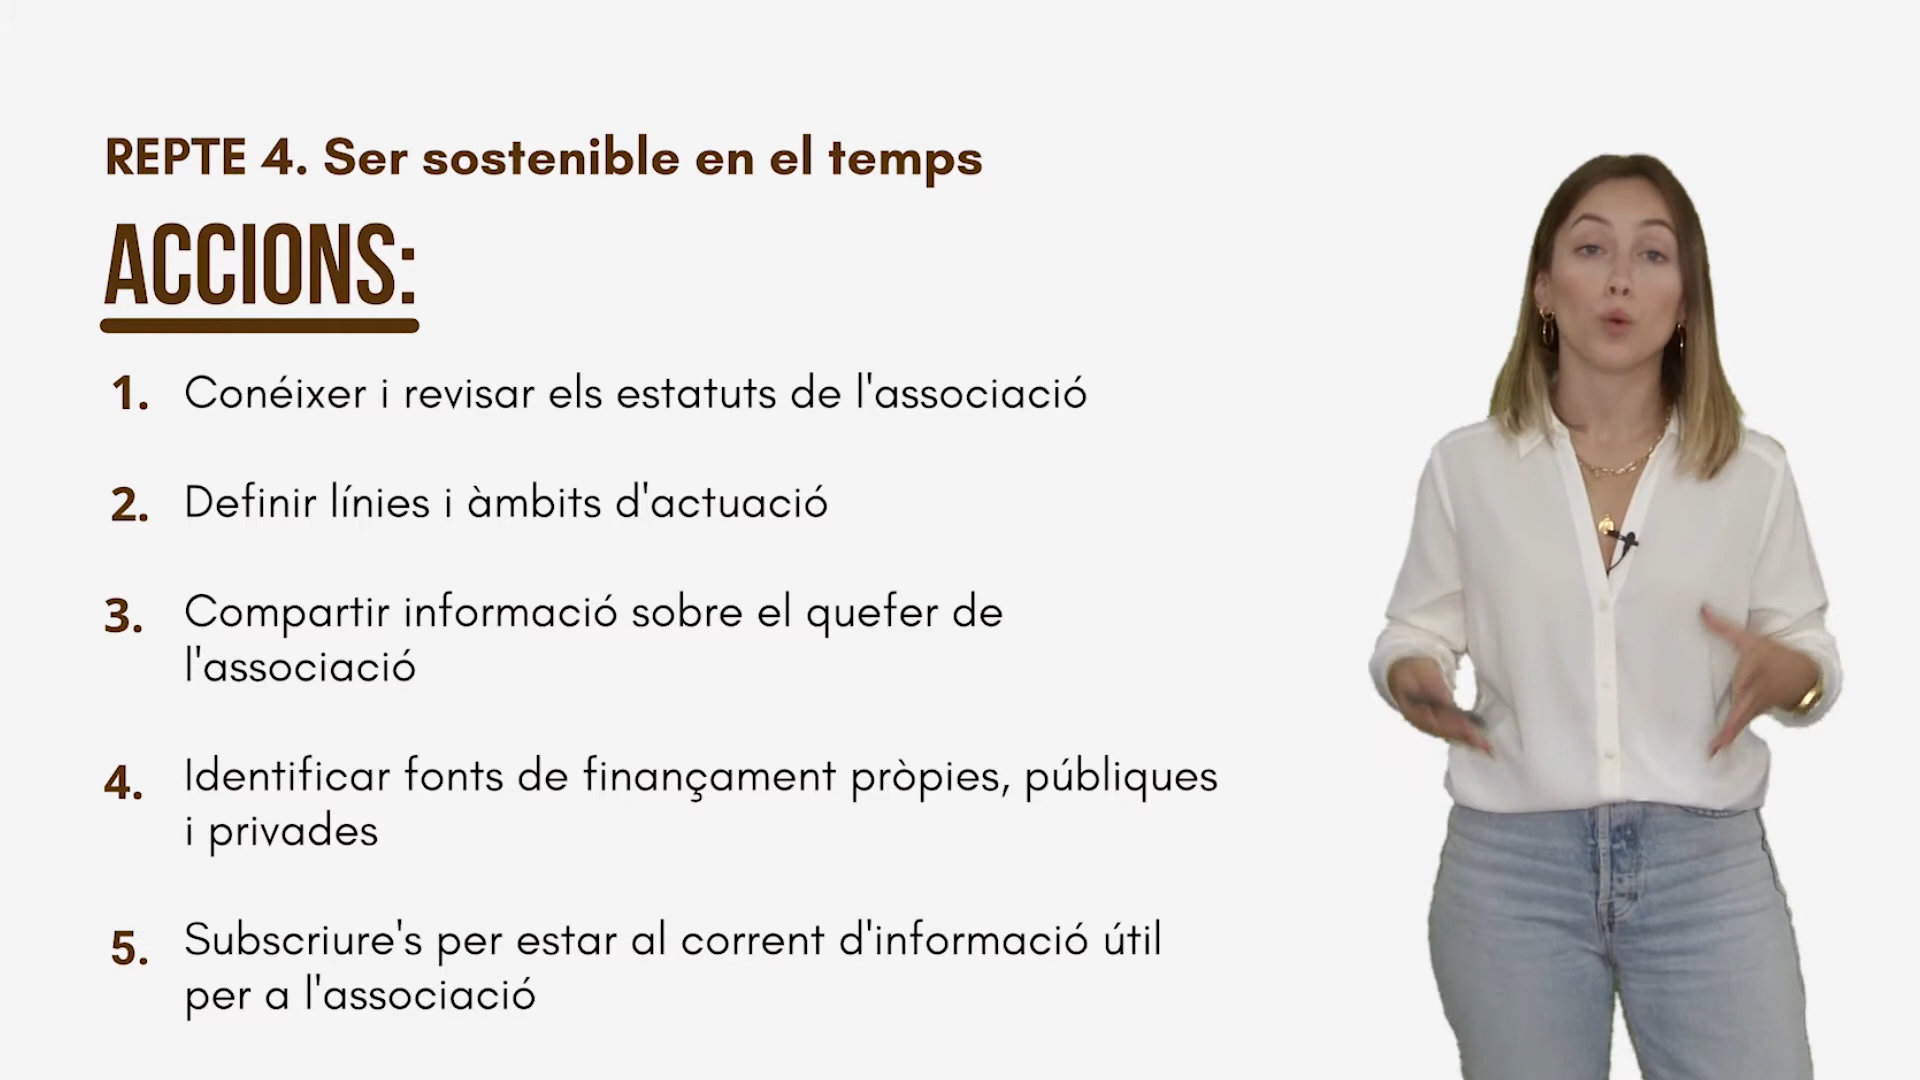 REPTE 4. Ser sostenible en el temps
ACCIONS:
1. Conéixer i revisar els estatuts de l'associació
2. Definir línies i àmbits d'actuació
3. Compartir informació sobre el quefer de
l'associació
4. Identificar fonts de finançament pròpies, públiques
i privades
5. Subscriure's per estar al corrent d'informació útil
per a l'associació